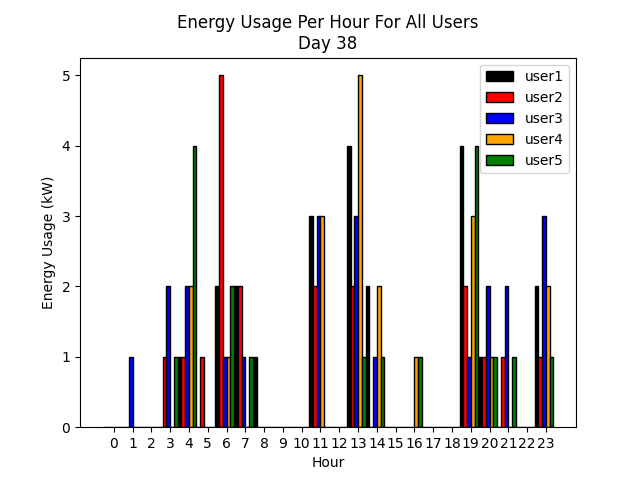 Energy Usage Per Hour For All Users
Day 38
user1
user2
user3
user4
user5
Energy Usage (kW)
5
4
3
2
1
0
0 1 2 3 4 5 6 7 8 9 10 11 12 13 14 15 16 17 18 19 20 21 22 23
Hour